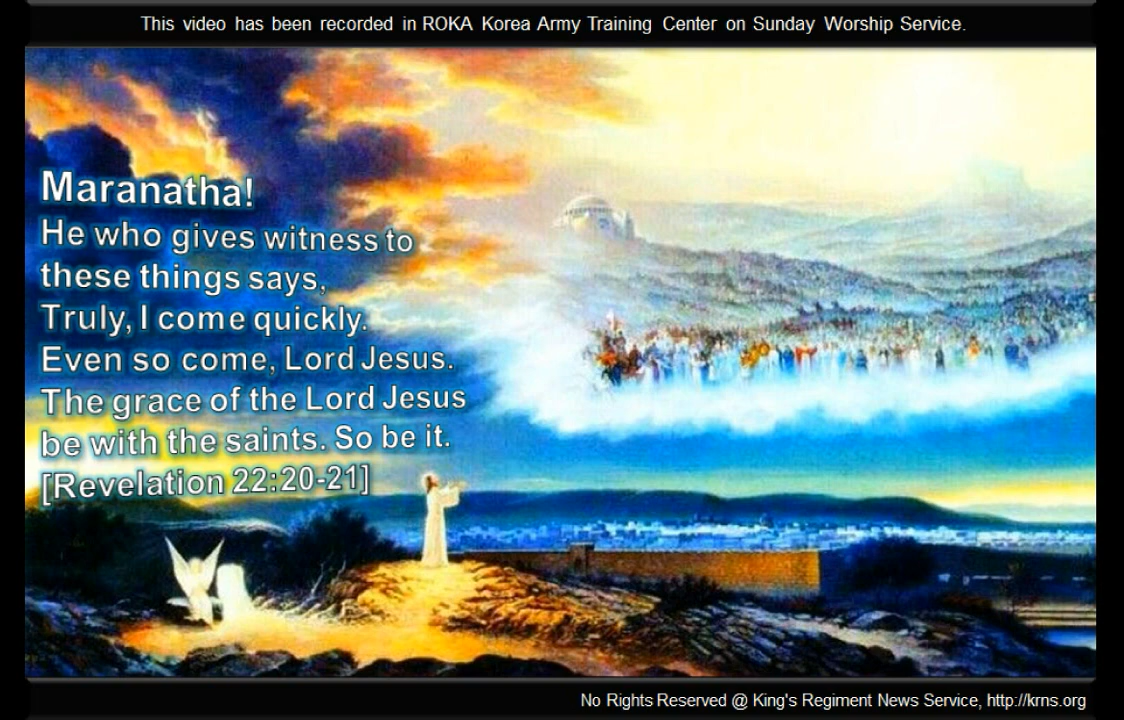 This video has been recorded in ROKA Korea Army Training Center on Sunday Worship Service.
Maranatha!
He who gives witness to
these things says,
Truly, I come quickly.
Even so come, Lord Jesus.
The grace of the Lord Jesus
be with the saints. So be it.
[Revelation 22:20-21]
No Rights Reserved @ King's Regiment News Service, http://krns.org